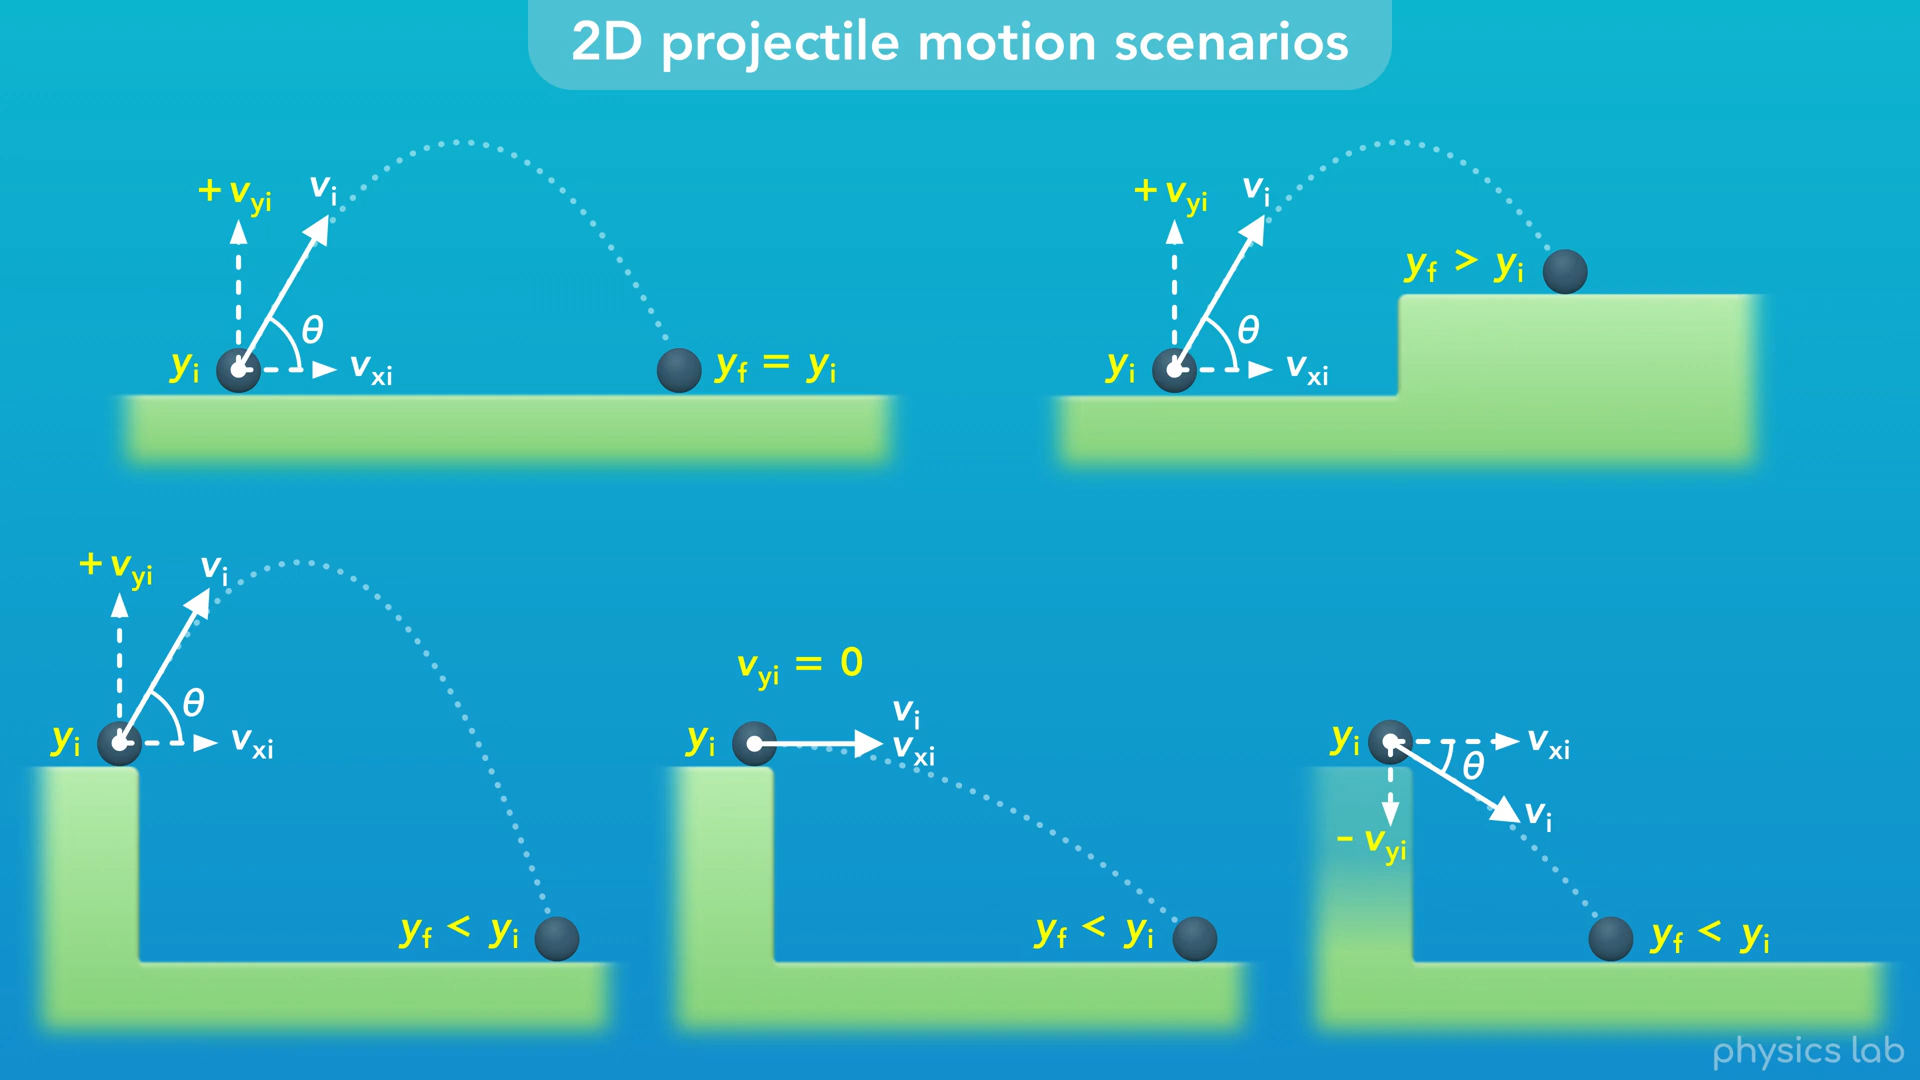 2D projectile motion scenarios
+ vyi
vi
θ
yi
vxi
yf = yi
+ vyi
vi
yf > yi
θ
yi
vxi
+ vyi
vi
θ
yi
vxi
yf < yi
vyi = 0
yi
vi
vxi
yf < yi
yi
vxi
θ
vi
– vyi
yf < yi
physics lab